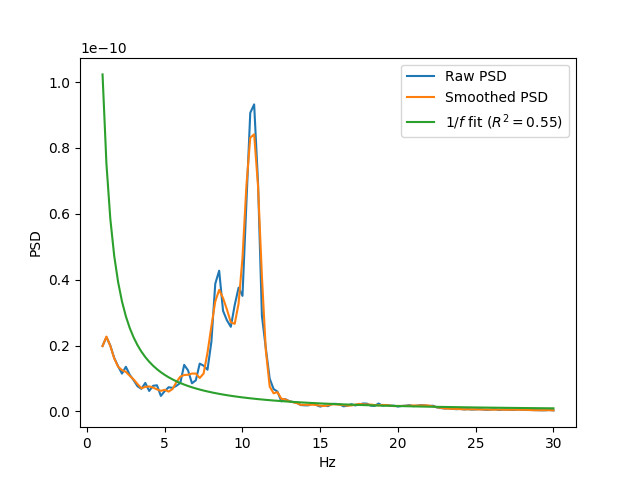 1e−10
1.0
0.8
0.6
0.4
0.2
0.0
PSD
0 5 10 15 20 25 30
Hz
Raw PSD
Smoothed PSD
1/f fit (R² = 0.55)